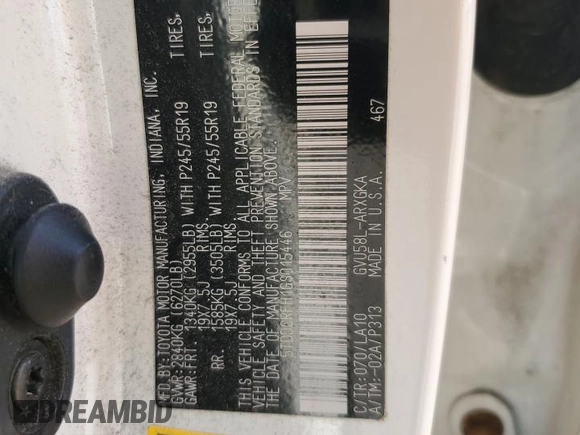 MFD. BY: TOYOTA MOTOR MANUFACTURING, INDIANA, INC.
GVWR: 2840KG (6270LB)
GAWR: FRT. 1340KG (2955LB) WITH P245/55R19 TIRES,
19X7.5J RIMS
RR. 1585KG (3505LB) WITH P245/55R19 TIRES,
19X7.5J RIMS
THIS VEHICLE CONFORMS TO ALL APPLICABLE FEDERAL MOTOR
VEHICLE SAFETY AND THEFT PREVENTION STANDARDS IN
THE DATE OF MANUFACTURE SHOWN ABOVE.
MPV
467
C/TR: 070/LA10 GVU58L-ARXGKA
A/TM: -02A/P313 MADE IN U.S.A.
DREAMBID